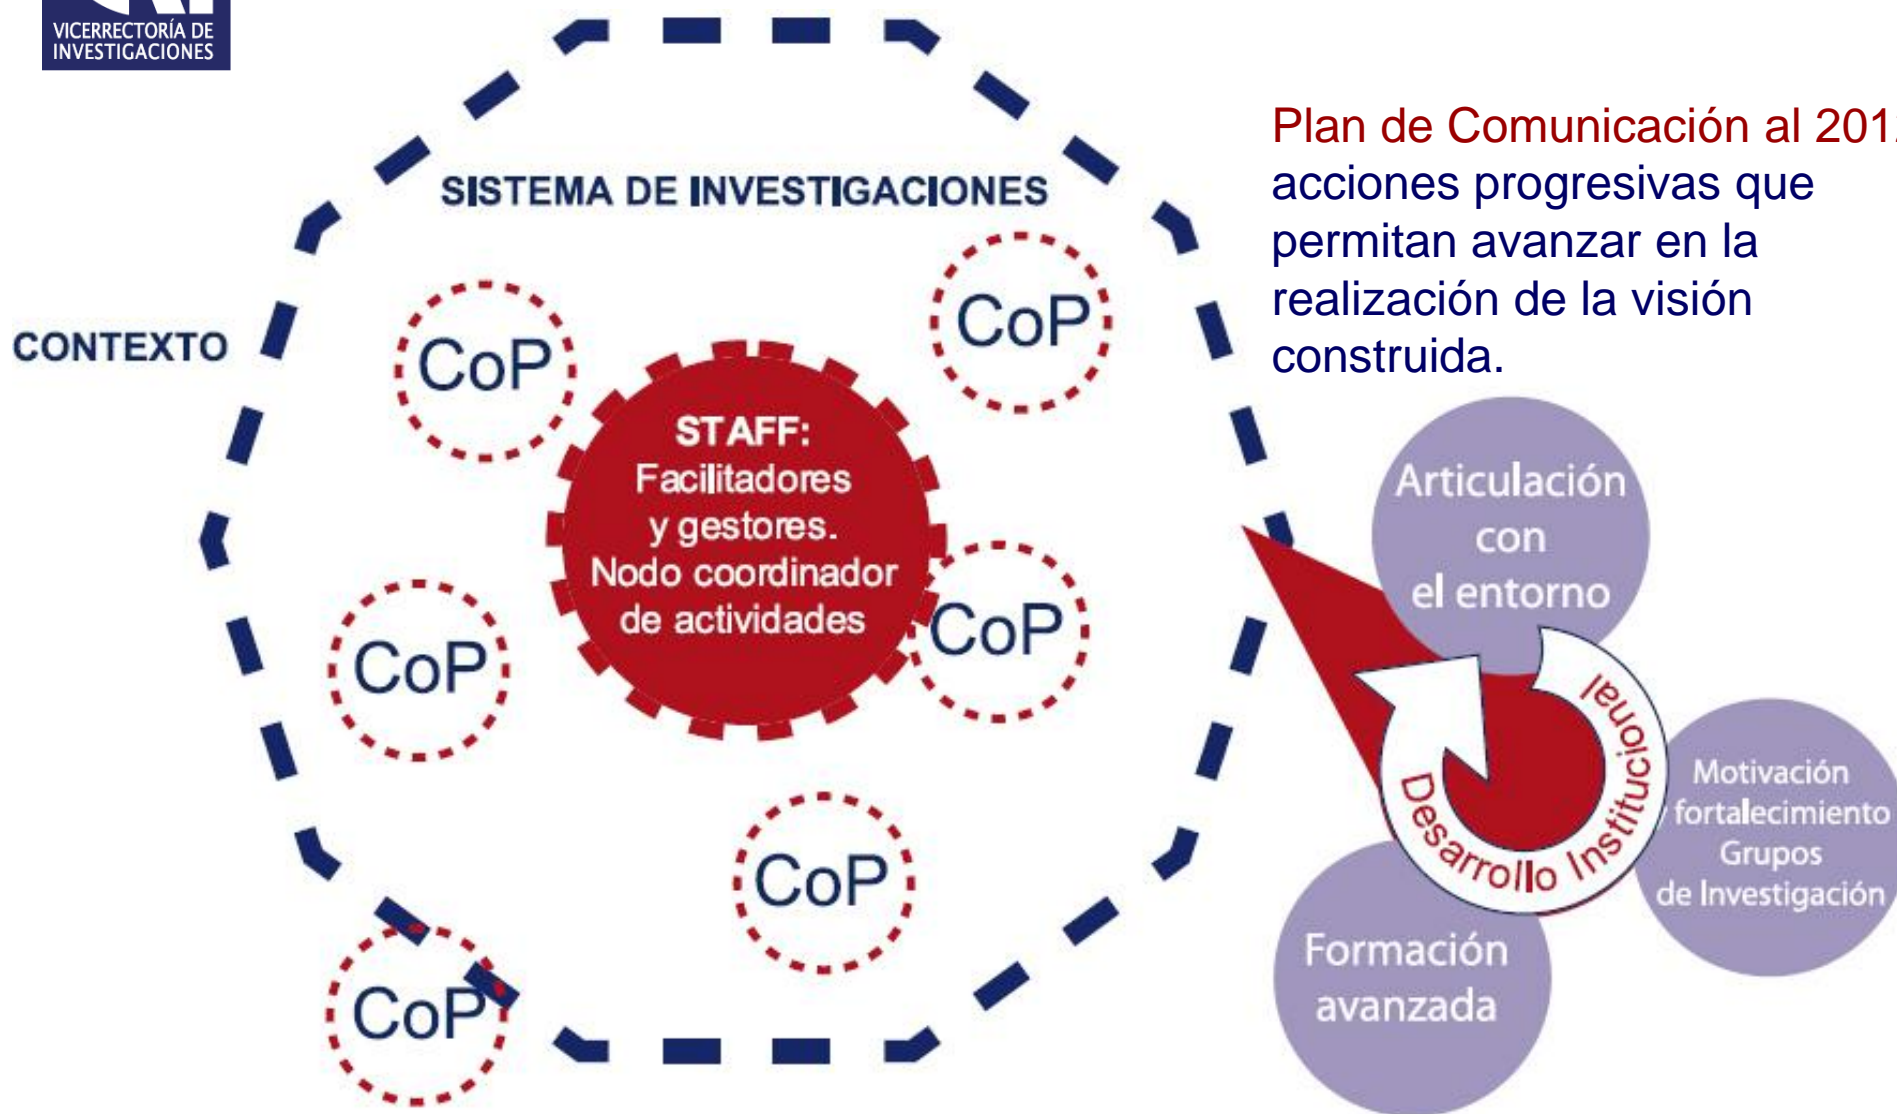 VICERRECTORÍA DE
INVESTIGACIONES
Plan de Comunicación al
acciones progresivas que
permitan avanzar en la
realización de la visión
construida.
SISTEMA DE INVESTIGACIONES
CONTEXTO
CoP
CoP
STAFF:
Facilitadores
y gestores.
Nodo coordinador
de actividades
CoP
CoP
CoP
CoP
Articulación
con
el entorno
Desarrollo Institucional
Motivación
fortalecimiento
Grupos
de Investigación
Formación
avanzada